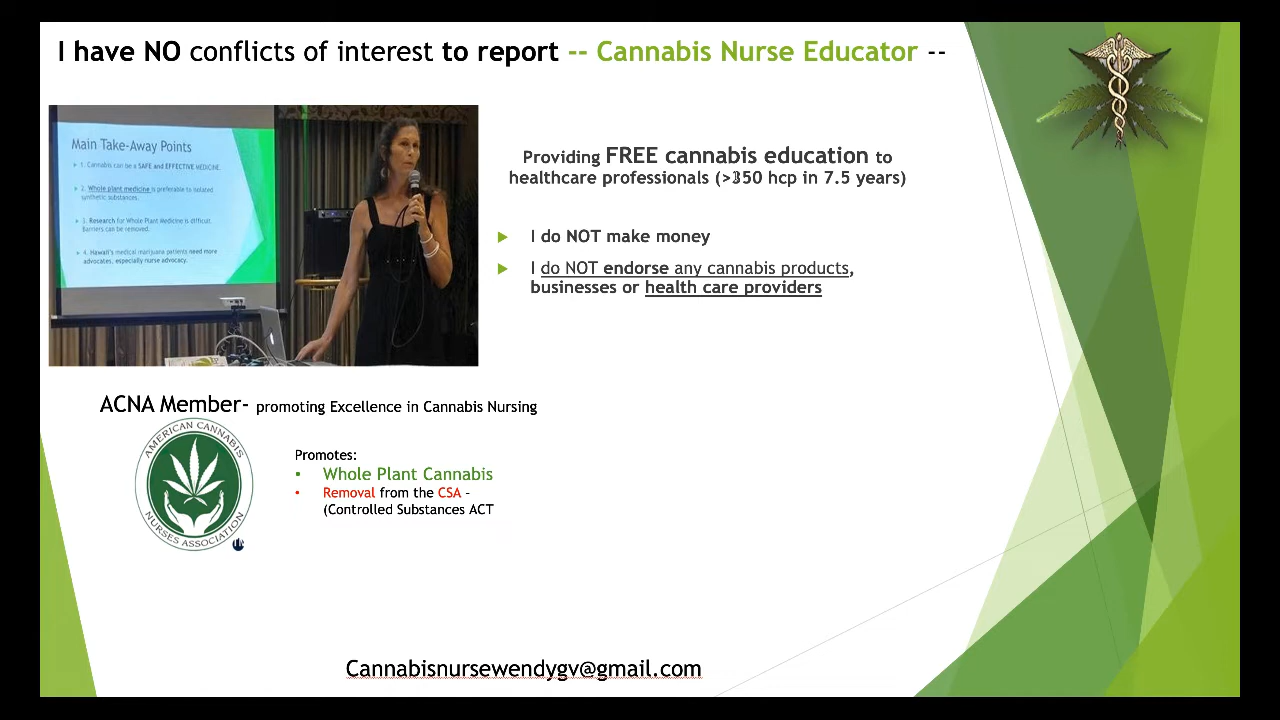 I have NO conflicts of interest to report -- Cannabis Nurse Educator --
Main Take-Away Points
1. Cannabis can be a SAFE and EFFECTIVE MEDICINE.
2. Whole plant medicine is preferable to isolated
synthetic substances.
3. Research for Whole Plant Medicine is difficult.
Barriers can be removed.
4. Hawaii's medical marijuana patients need more
advocates, especially nurse advocacy.
Providing FREE cannabis education to
healthcare professionals (>350 hcp in 7.5 years)
I do NOT make money
I do NOT endorse any cannabis products,
businesses or health care providers
ACNA Member- promoting Excellence in Cannabis Nursing
AMERICAN CANNABIS
NURSES ASSOCIATION
Promotes:
• Whole Plant Cannabis
• Removal from the CSA –
(Controlled Substances ACT
Cannabisnursewendygv@gmail.com